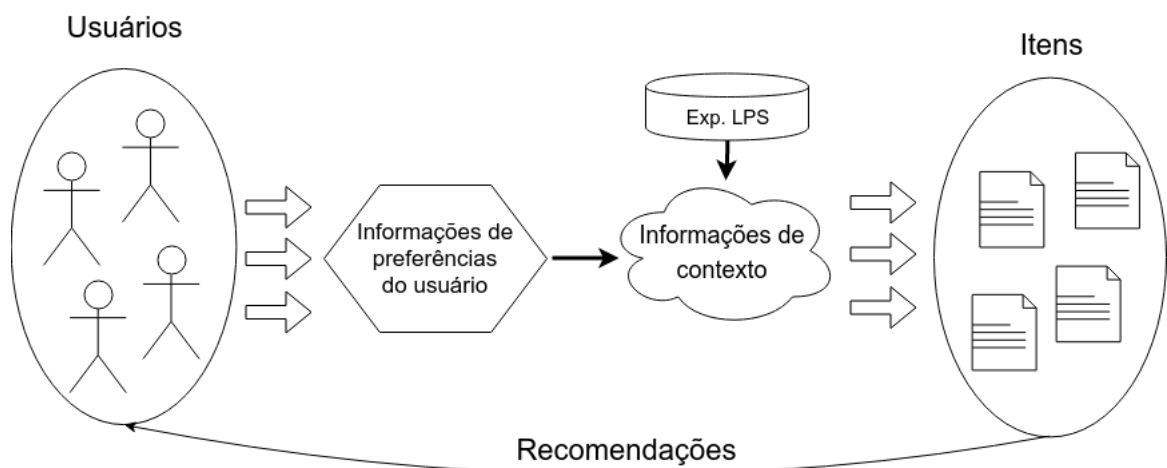 Usuários
Itens
Exp. LPS
Informações de
preferências
do usuário
Informações de
contexto
Recomendações